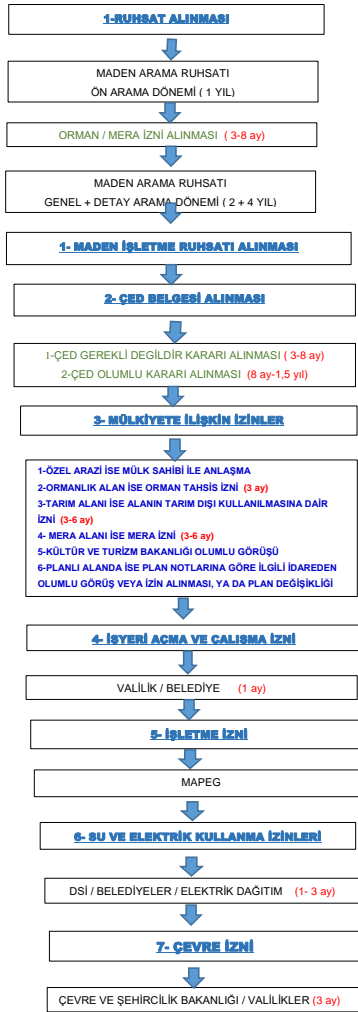 1-RUHSAT ALINMASI
MADEN ARAMA RUHSATI
ÖN ARAMA DÖNEMİ ( 1 YIL)
ORMAN / MERA İZNİ ALINMASI ( 3-8 ay)
MADEN ARAMA RUHSATI
GENEL + DETAY ARAMA DÖNEMİ ( 2 + 4 YIL)
1- MADEN İŞLETME RUHSATI ALINMASI
2- ÇED BELGESİ ALINMASI
1-ÇED GEREKLİ DEGİLDİR KARARI ALINMASI ( 3-8 ay)
2-ÇED OLUMLU KARARI ALINMASI (8 ay-1,5 yıl)
3- MÜLKİYETE İLİŞKİN İZİNLER
1-ÖZEL ARAZİ İSE MÜLK SAHİBİ İLE ANLAŞMA
2-ORMANLIK ALAN İSE ORMAN TAHSİS İZNİ (3 ay)
3-TARIM ALANI İSE ALANIN TARIM DIŞI KULLANILMASINA DAİR
İZNİ (3-6 ay)
4- MERA ALANI İSE MERA İZNİ (3-6 ay)
5-KÜLTÜR VE TURİZM BAKANLIĞI OLUMLU GÖRÜŞÜ
6-PLANLI ALANDA İSE PLAN NOTLARINA GÖRE İLGİLİ İDAREDEN
OLUMLU GÖRÜŞ VEYA İZİN ALINMASI, YA DA PLAN DEĞİŞİKLİĞİ
4- İŞYERİ AÇMA VE CALISMA İZNİ
VALİLİK / BELEDİYE (1 ay)
5- İŞLETME İZNİ
MAPEG
6- SU VE ELEKTRİK KULLANMA İZINLERİ
DSİ / BELEDİYELER / ELEKTRİK DAĞITIM (1- 3 ay)
7- ÇEVRE İZNİ
ÇEVRE VE ŞEHİRCİLİK BAKANLIĞI / VALİLİKLER (3 ay)